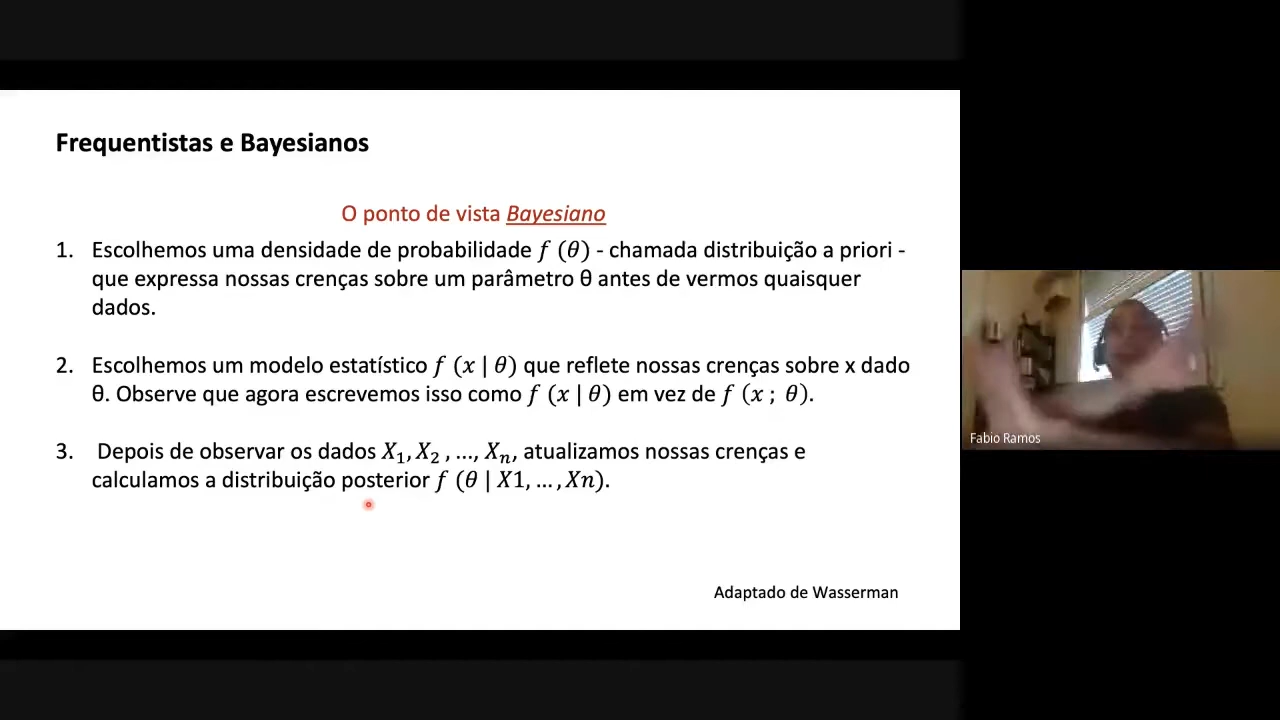 Frequentistas e Bayesianos
O ponto de vista Bayesiano
1. Escolhemos uma densidade de probabilidade f (θ) - chamada distribuição a priori -
que expressa nossas crenças sobre um parâmetro θ antes de vermos quaisquer
dados.
2. Escolhemos um modelo estatístico f (x | θ) que reflete nossas crenças sobre x dado
θ. Observe que agora escrevemos isso como f (x | θ) em vez de f (x ; θ).
3. Depois de observar os dados X₁, X₂ , ..., Xₙ, atualizamos nossas crenças e
calculamos a distribuição posterior f (θ | X1, … , Xn).
Adaptado de Wasserman
Fabio Ramos